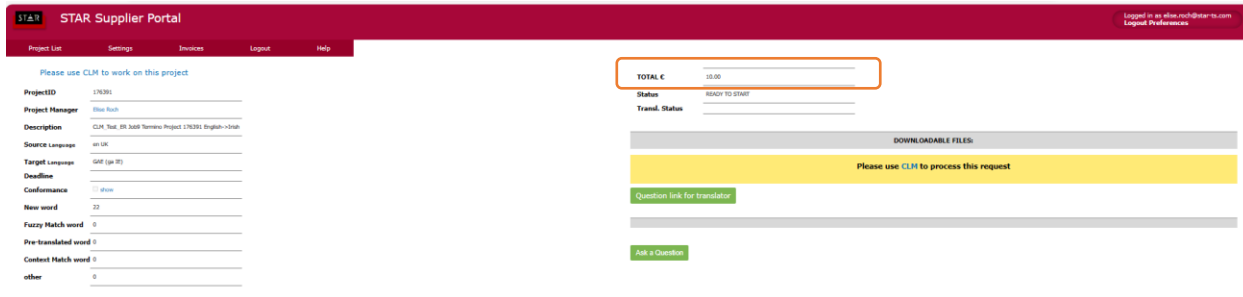 STAR STAR Supplier Portal
Logged in as elise.roch@star-ts.com
Logout Preferences
Project List Settings Invoices Logout Help
Please use CLM to work on this project
ProjectID 176391
Project Manager Elise Roch
Description CLM_Test_ER Job9 Termino Project 176391 English->Irish
Source Language en UK
Target Language GAE (ga IE)
Deadline
Conformance show
New word 22
Fuzzy Match word 0
Pre-translated word 0
Context Match word 0
other 0
TOTAL € 10.00
Status READY TO START
Transl. Status
DOWNLOADABLE FILES:
Please use CLM to process this request
Question link for translator
Ask a Question